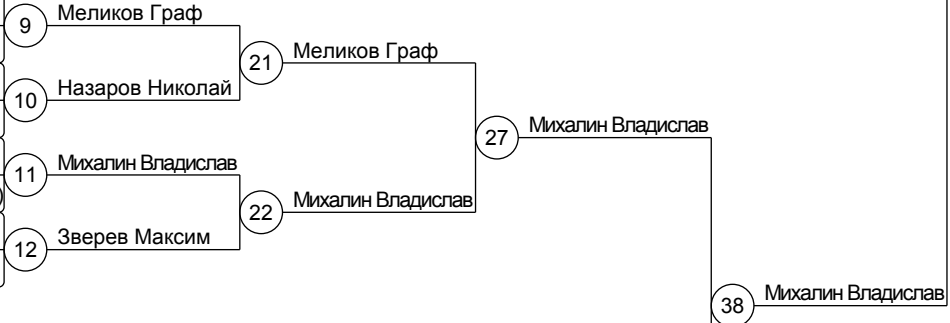 9 Меликов Граф
21 Меликов Граф
10 Назаров Николай
27 Михалин Владислав
11 Михалин Владислав
22 Михалин Владислав
12 Зверев Максим
38 Михалин Владислав